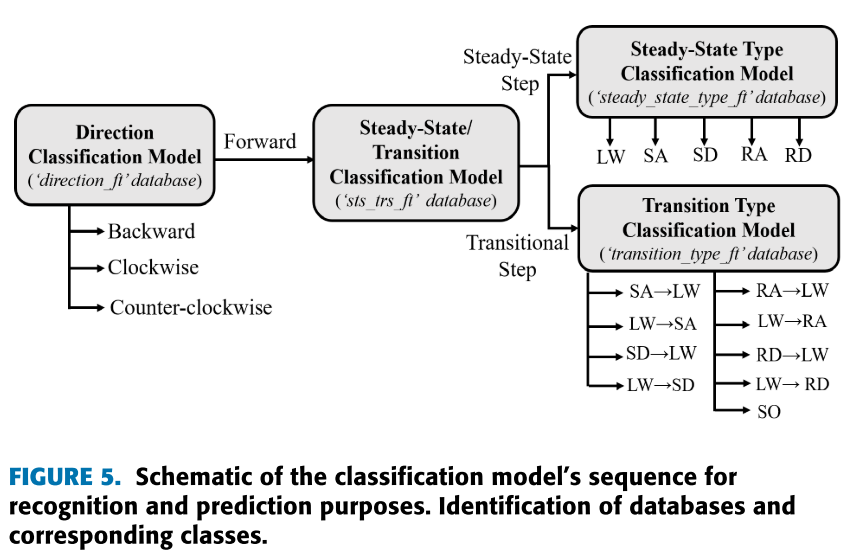 Direction
Classification Model
(‘direction_ft’ database)
Forward
Backward
Clockwise
Counter-clockwise
Steady-State/
Transition
Classification Model
(‘sts_trs_ft’ database)
Steady-State
Step
Steady-State Type
Classification Model
(‘steady_state_type_ft’ database)
LW SA SD RA RD
Transitional
Step
Transition Type
Classification Model
(‘transition_type_ft’ database)
SA→LW
LW→SA
SD→LW
LW→SD
RA→LW
LW→RA
RD→LW
LW→ RD
SO
FIGURE 5. Schematic of the classification model’s sequence for
recognition and prediction purposes. Identification of databases and
corresponding classes.